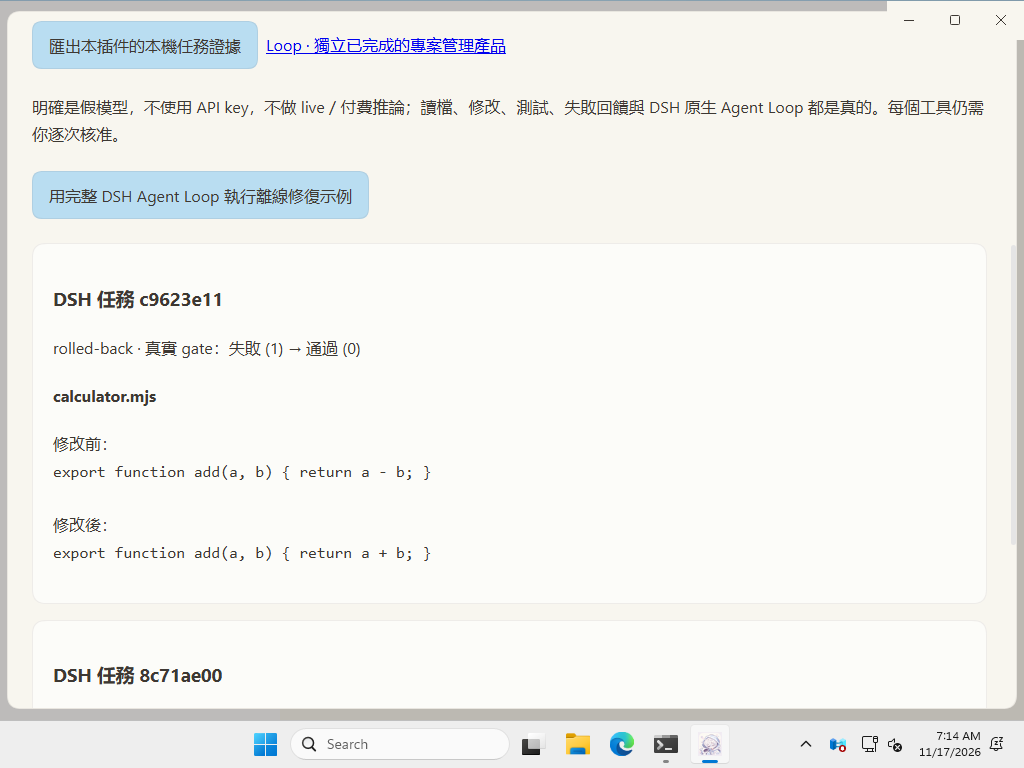 匯出本插件的本機任務證據
Loop · 獨立已完成的專案管理產品
明確是假模型，不使用 API key，不做 live / 付費推論；讀檔、修改、測試、失敗回饋與 DSH 原生 Agent Loop 都是真的。每個工具仍需
你逐次核准。
用完整 DSH Agent Loop 執行離線修復示例
DSH 任務 c9623e11
rolled-back · 真實 gate：失敗 (1) → 通過 (0)
calculator.mjs
修改前：
export function add(a, b) { return a - b; }
修改後：
export function add(a, b) { return a + b; }
DSH 任務 8c71ae00
Search
7:14 AM
11/17/2026